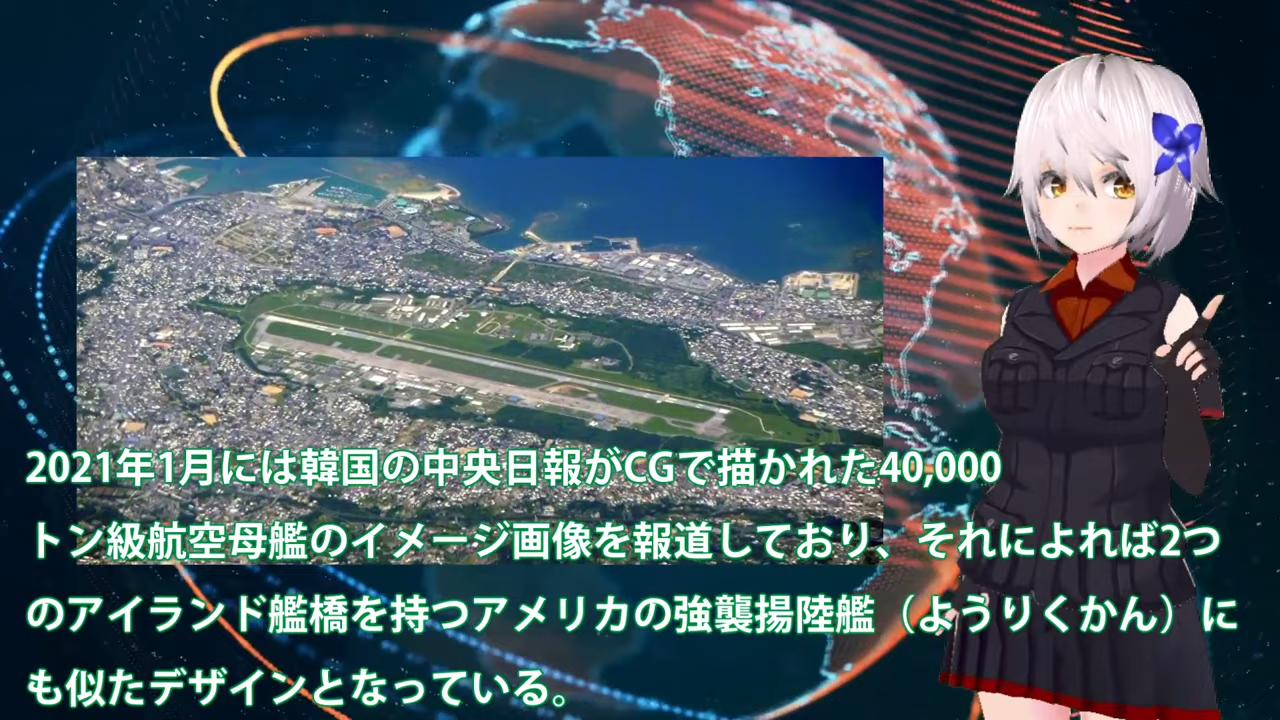 2021年1月には韓国の中央日報がCGで描かれた40,000
トン級航空母艦のイメージ画像を報道しており、それによれば2つ
のアイランド艦橋を持つアメリカの強襲揚陸艦（ようりくかん）に
も似たデザインとなっている。